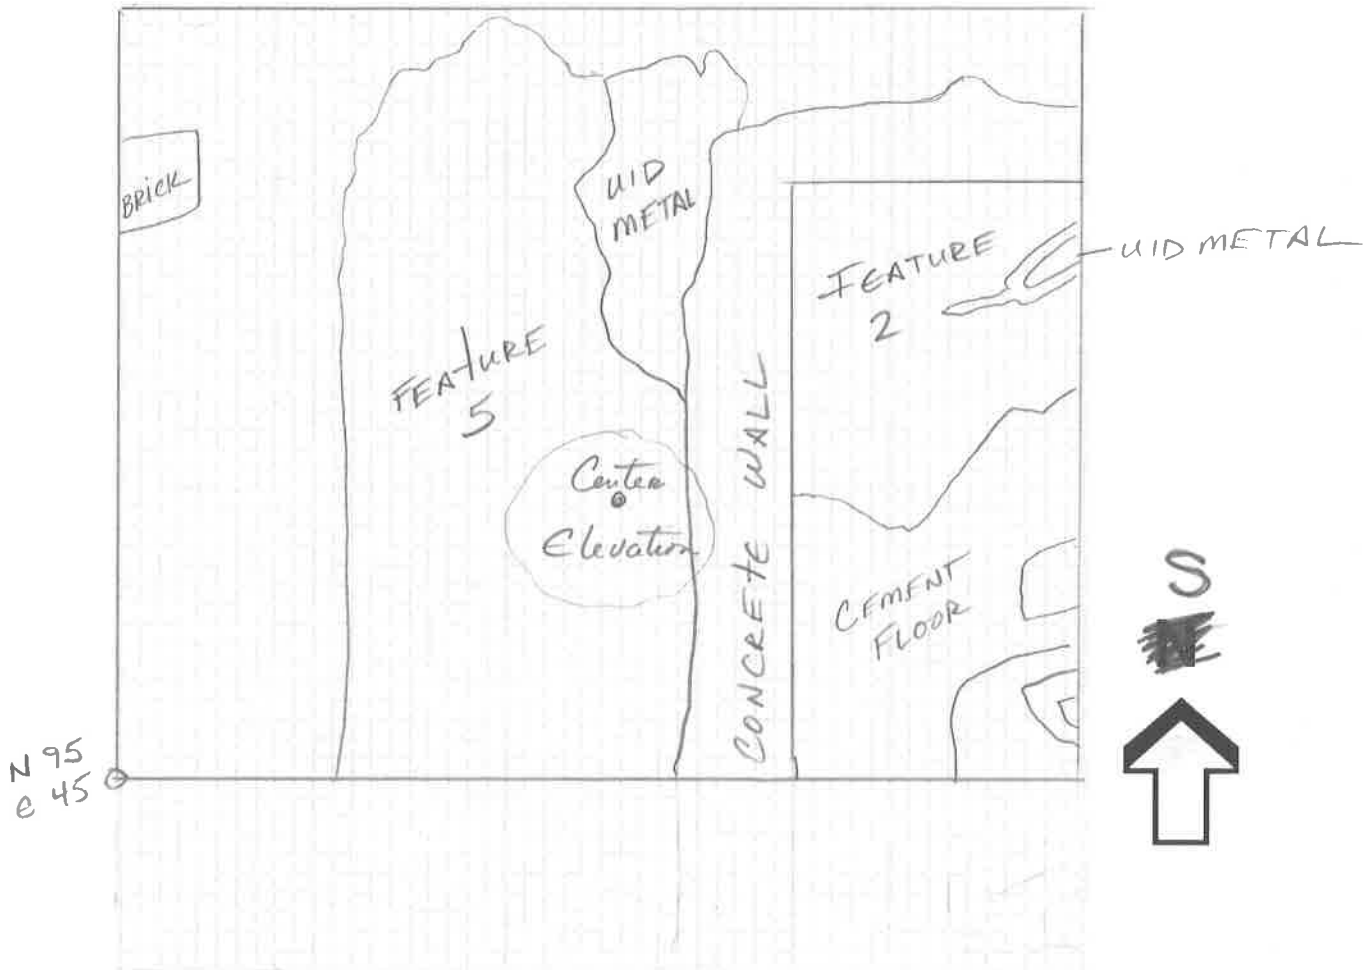 BRICK
UID
METAL
FEATURE
2
UID METAL
FEATURE
5
Center
Elevation
CONCRETE WALL
CEMENT
FLOOR
S
N 95
E 45